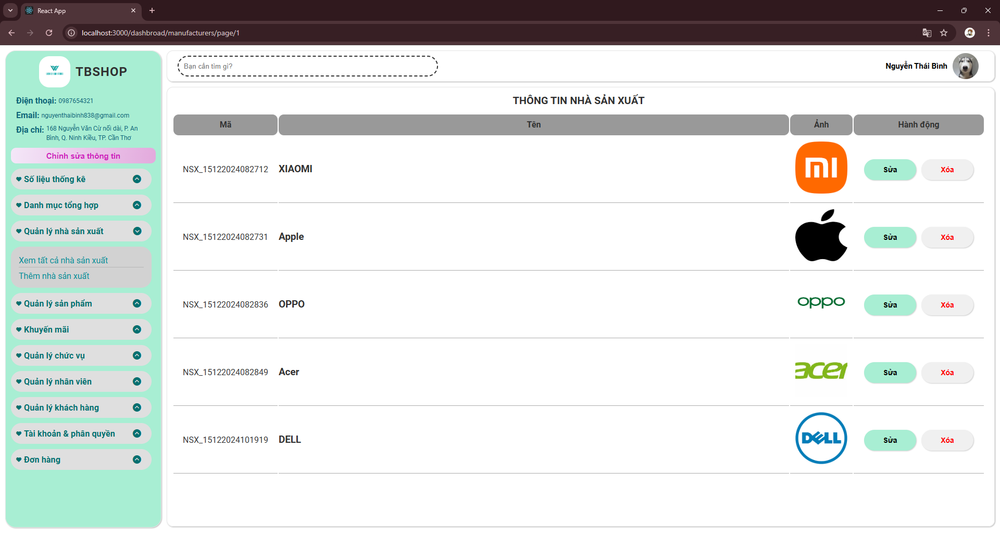 React App
localhost:3000/dashbroad/manufacturers/page/1
TBSHOP
Điện thoại: 0987654321
Email: nguyenthaibinh838@gmail.com
Địa chỉ: 168 Nguyễn Văn Cừ nối dài, P. An
Bình, Q. Ninh Kiều, TP. Cần Thơ
Chỉnh sửa thông tin
Số liệu thống kê
Danh mục tổng hợp
Quản lý nhà sản xuất
Xem tất cả nhà sản xuất
Thêm nhà sản xuất
Quản lý sản phẩm
Khuyến mãi
Quản lý chức vụ
Quản lý nhân viên
Quản lý khách hàng
Tài khoản & phân quyền
Đơn hàng
Bạn cần tìm gì?
Nguyễn Thái Bình
THÔNG TIN NHÀ SẢN XUẤT
Mã Tên Ảnh Hành động
NSX_15122024082712 XIAOMI mi Sửa Xóa
NSX_15122024082731 Apple Sửa Xóa
NSX_15122024082836 OPPO oppo Sửa Xóa
NSX_15122024082849 Acer acer Sửa Xóa
NSX_15122024101919 DELL DELL Sửa Xóa